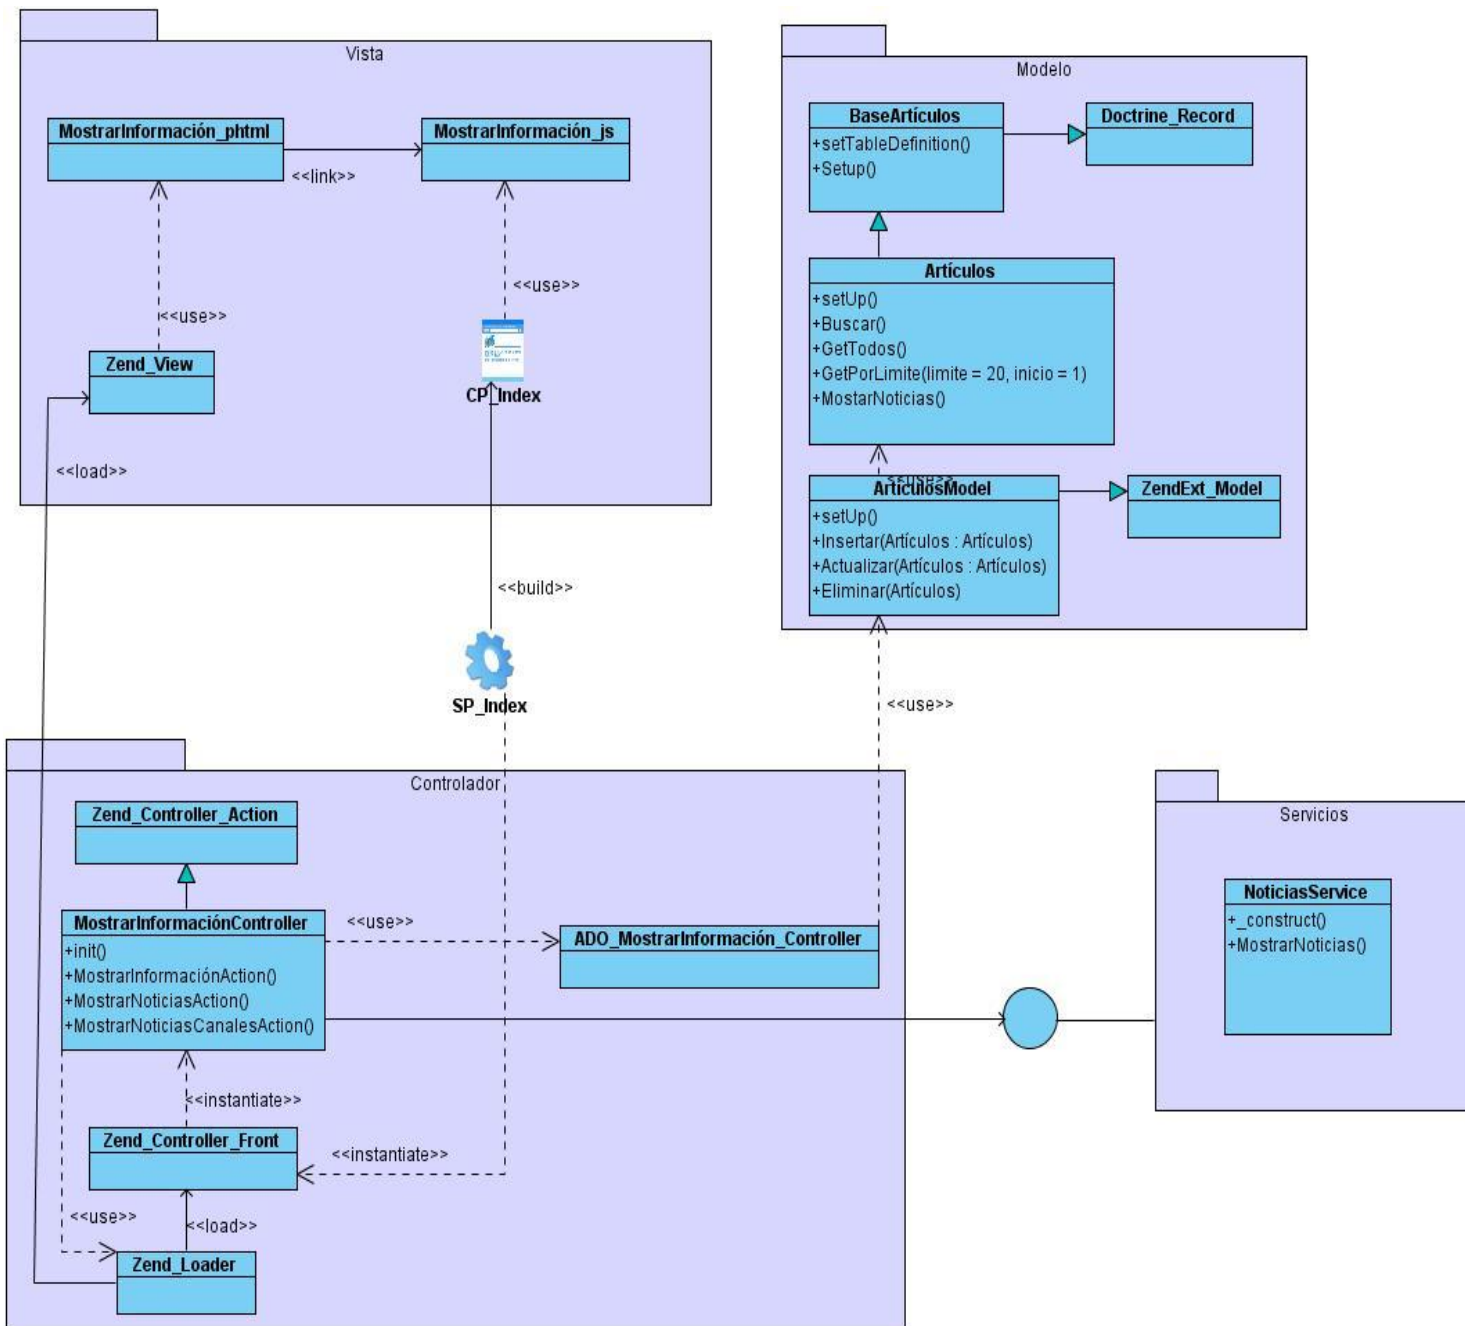 Vista
MostrarInformación_phtml
MostrarInformación_js
<<link>>
<<use>>
<<use>>
Zend_View
CP_Index
<<load>>
Modelo
BaseArtículos
+setTableDefinition()
+Setup()
Doctrine_Record
Artículos
+setUp()
+Buscar()
+GetTodos()
+GetPorLimite(limite = 20, inicio = 1)
+MostarNoticias()
<<use>>
ArtículosModel
+setUp()
+Insertar(Artículos : Artículos)
+Actualizar(Artículos : Artículos)
+Eliminar(Artículos)
ZendExt_Model
<<build>>
SP_Index
<<use>>
Controlador
Zend_Controller_Action
MostrarInformaciónController
+init()
+MostrarInformaciónAction()
+MostrarNoticiasAction()
+MostrarNoticiasCanalesAction()
<<use>>
ADO_MostrarInformación_Controller
<<instantiate>>
Zend_Controller_Front
<<instantiate>>
<<use>>
<<load>>
Zend_Loader
Servicios
NoticiasService
+_construct()
+MostrarNoticias()